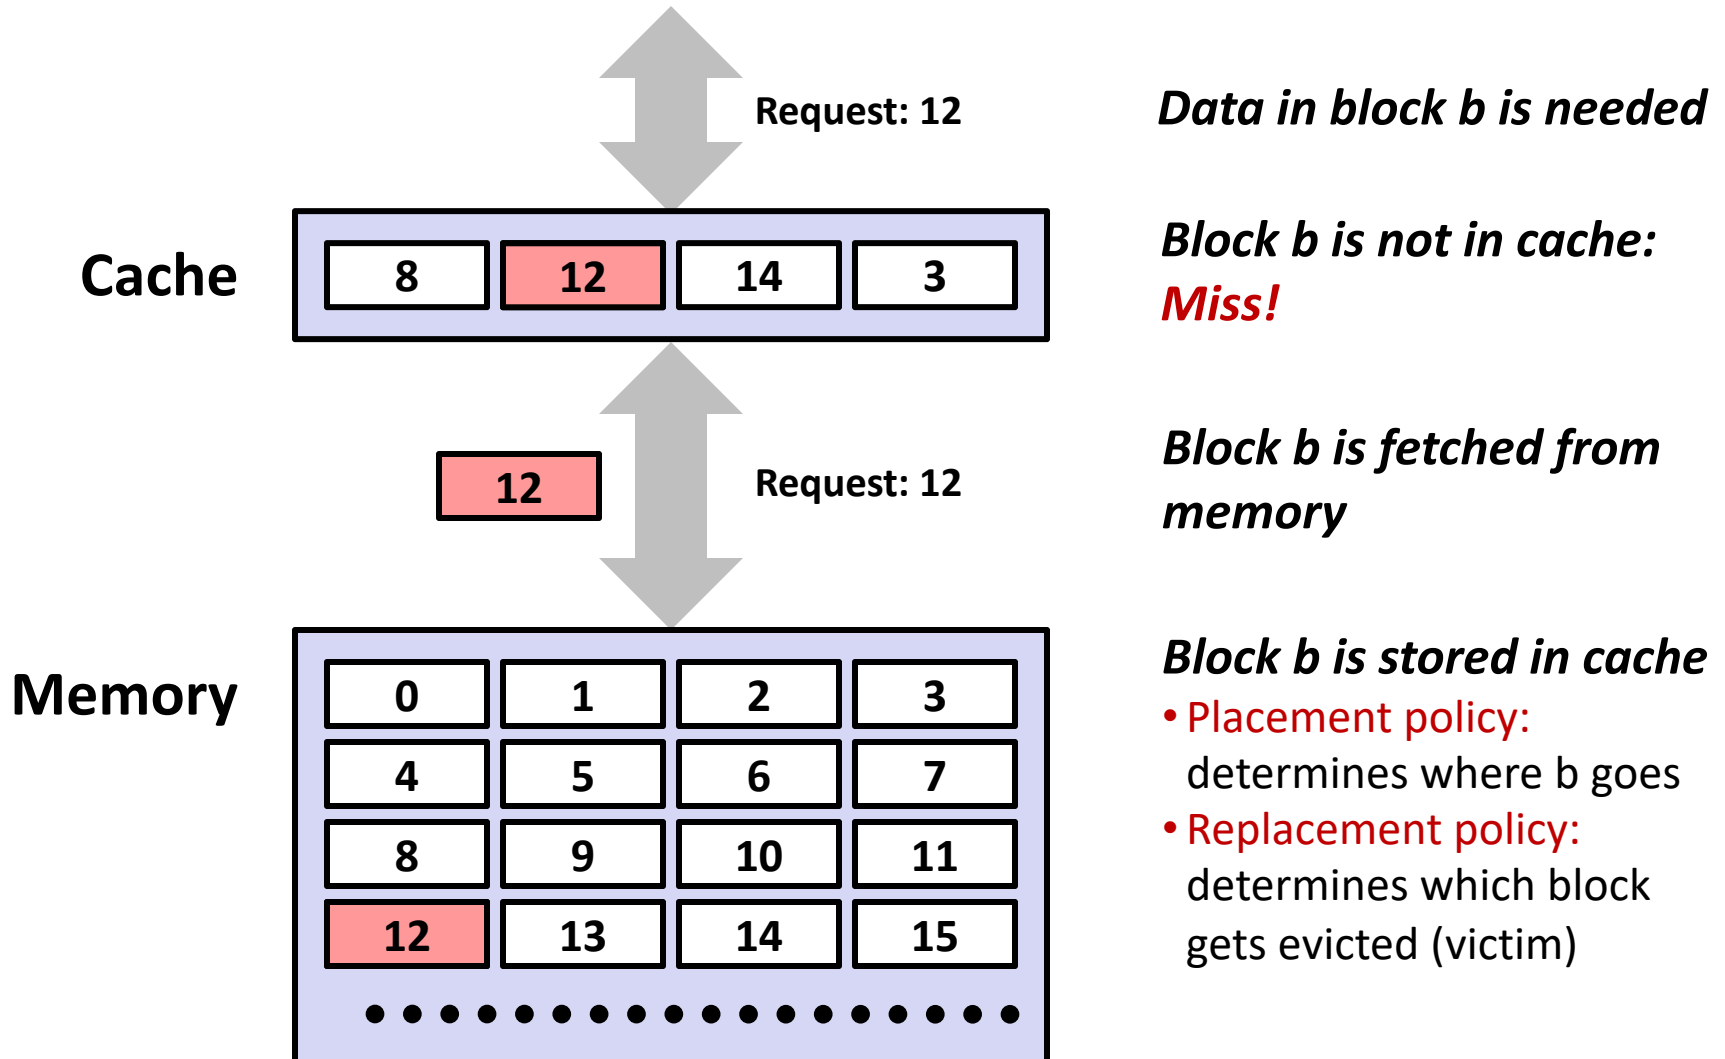 Request: 12
Data in block b is needed
Cache
8 12 14 3
Block b is not in cache:
Miss!
12
Request: 12
Block b is fetched from
memory
Memory
0 1 2 3
4 5 6 7
8 9 10 11
12 13 14 15
Block b is stored in cache
• Placement policy:
determines where b goes
• Replacement policy:
determines which block
gets evicted (victim)